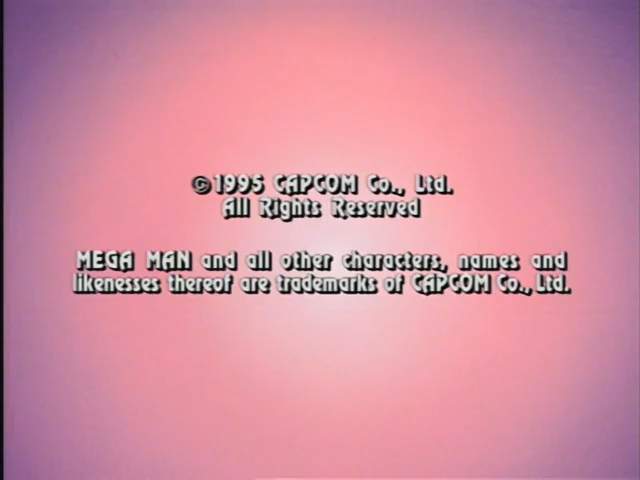 ©1995 CAPCOM Co., Ltd.
All Rights Reserved
MEGA MAN and all other characters, names and
likenesses thereof are trademarks of CAPCOM Co., Ltd.